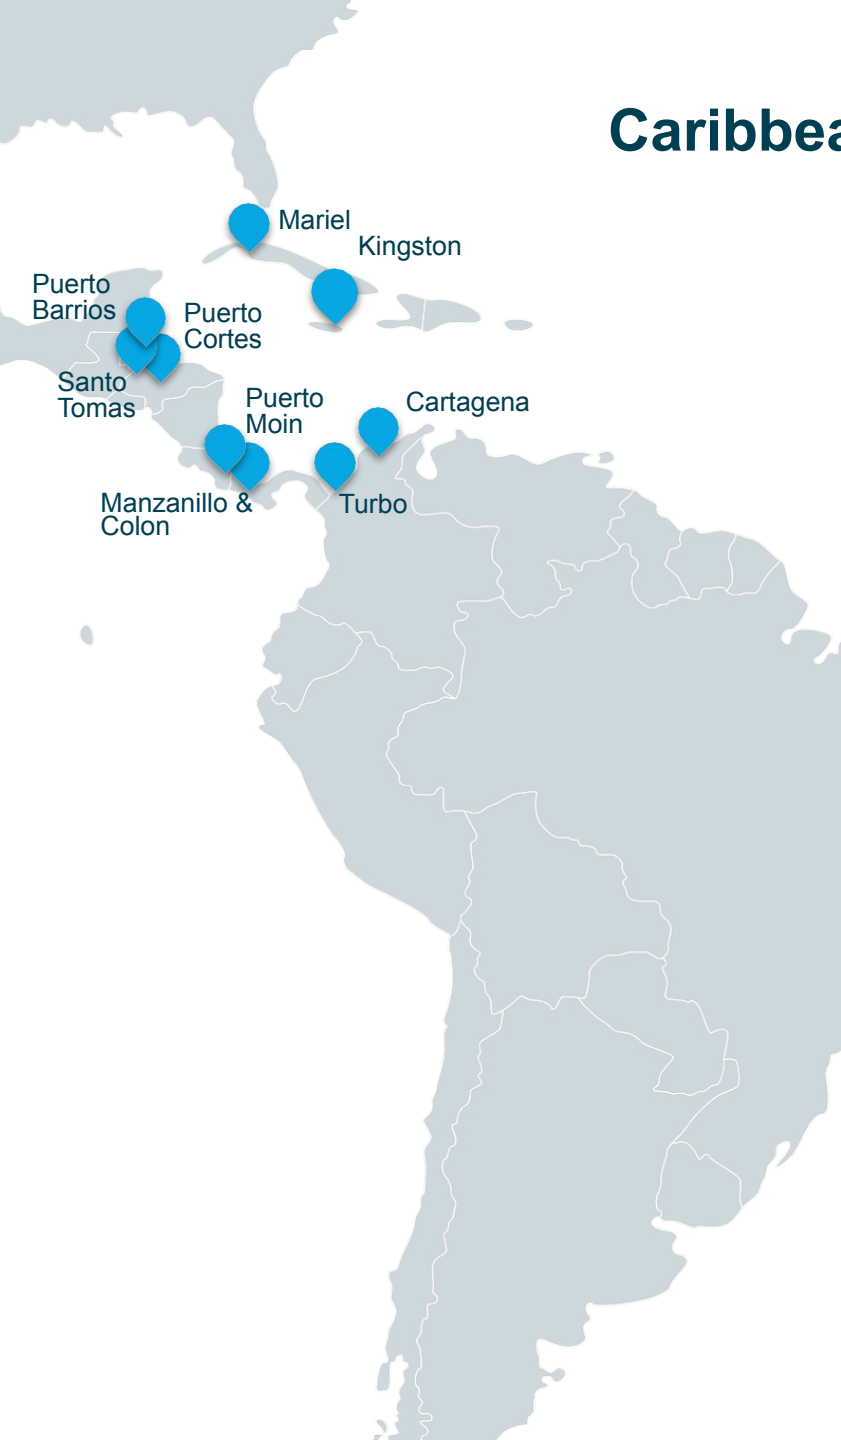 Caribbea
Mariel
Kingston
Puerto
Barrios
Puerto
Cortes
Santo
Tomas
Puerto
Moin
Cartagena
Manzanillo &
Colon
Turbo